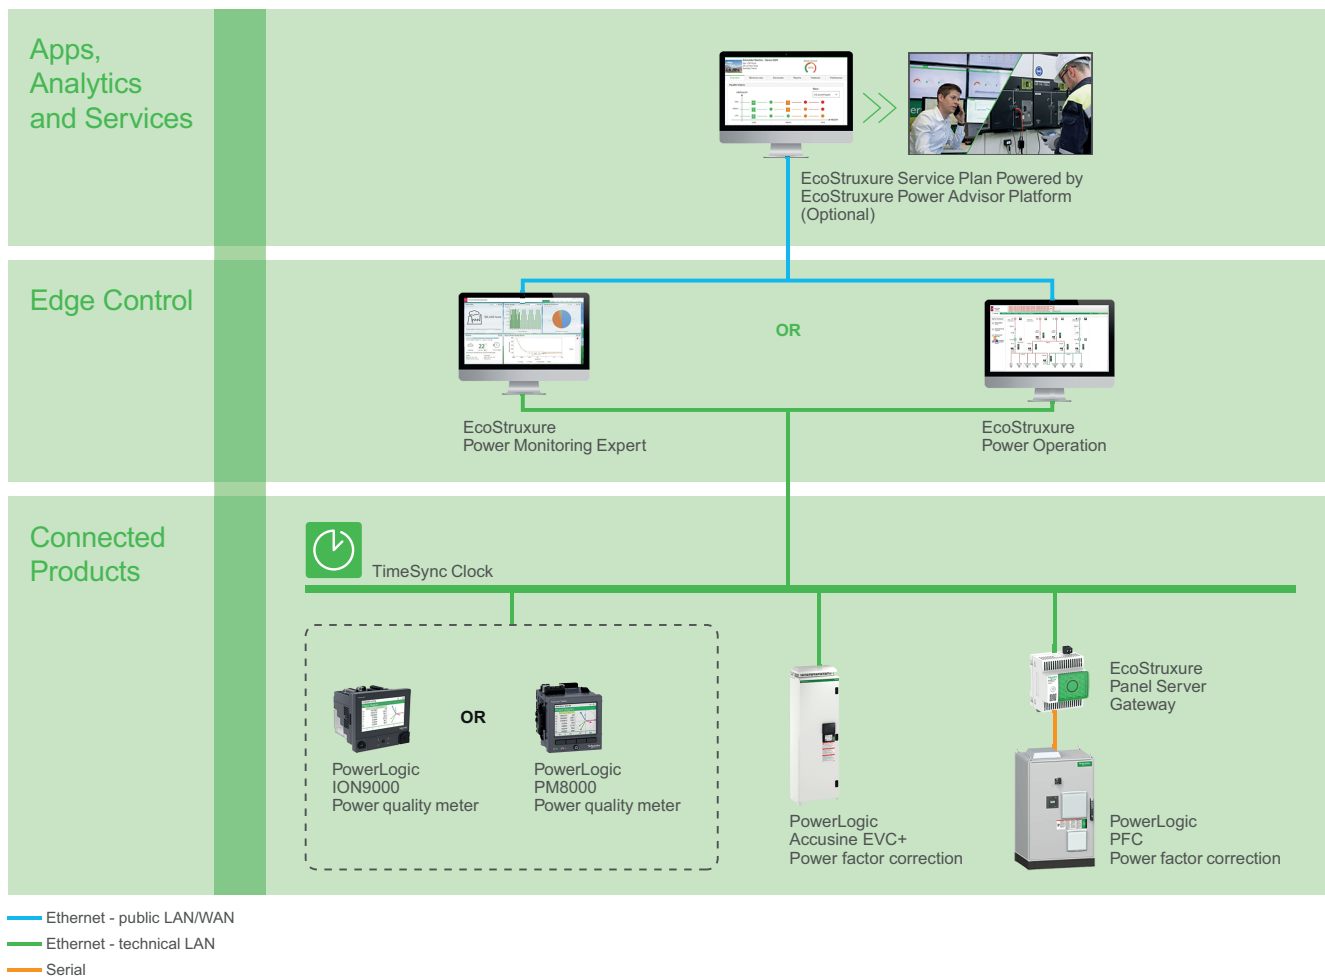 Apps,
Analytics
and Services
EcoStruxure Service Plan Powered by
EcoStruxure Power Advisor Platform
(Optional)
Edge Control
OR
EcoStruxure
Power Monitoring Expert
EcoStruxure
Power Operation
Connected
Products
TimeSync Clock
OR
PowerLogic
ION9000
Power quality meter
PowerLogic
PM8000
Power quality meter
PowerLogic
Accusine EVC+
Power factor correction
EcoStruxure
Panel Server
Gateway
PowerLogic
PFC
Power factor correction
Ethernet - public LAN/WAN
Ethernet - technical LAN
Serial